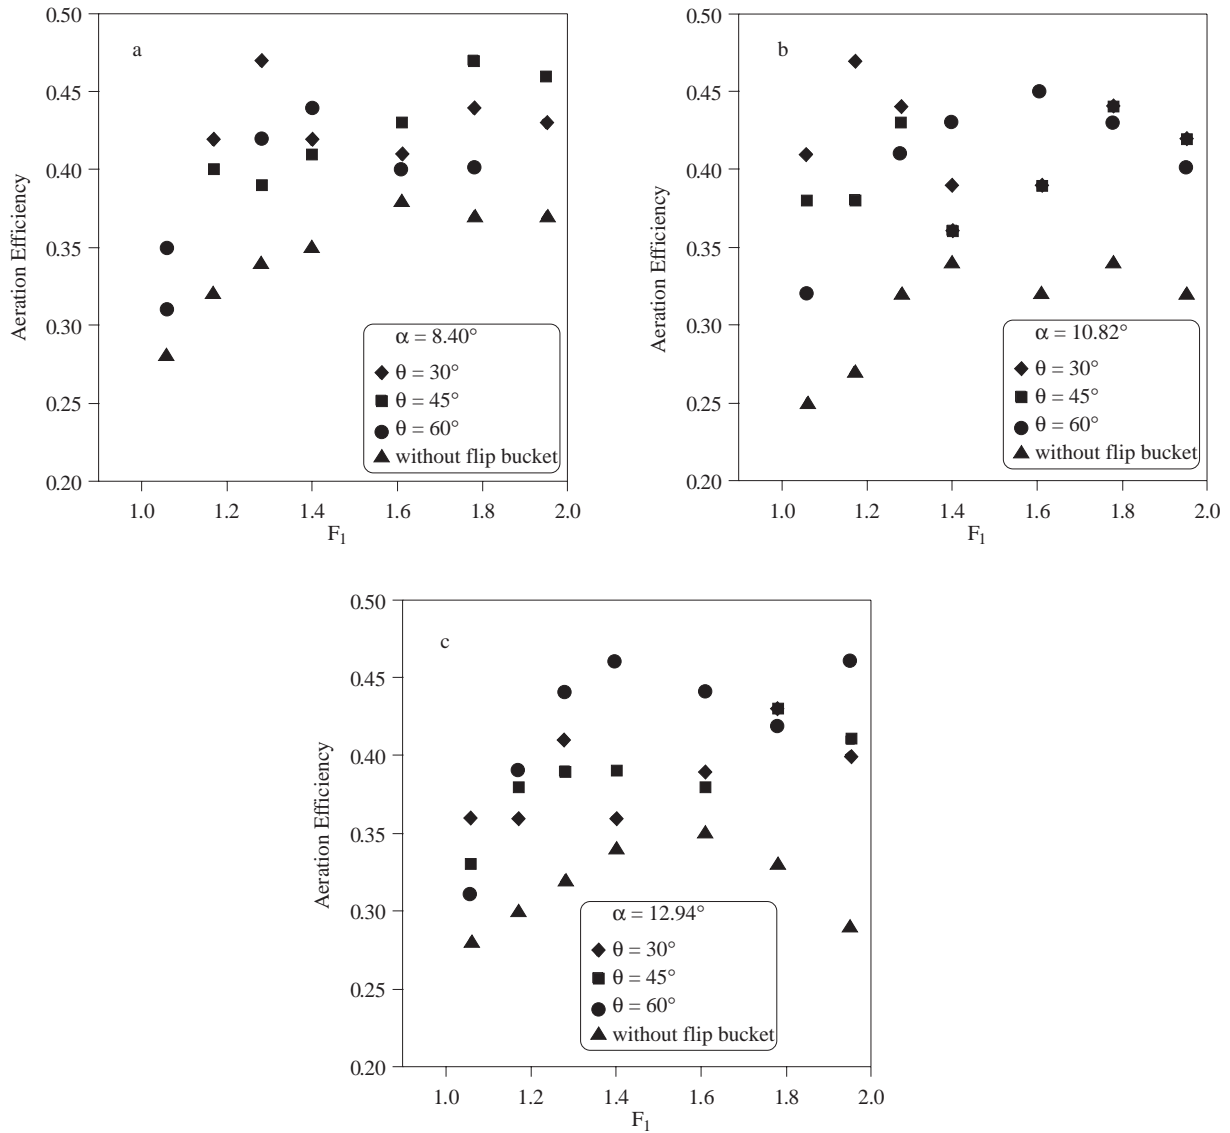 a
0.50
0.45
0.40
0.35
0.30
0.25
0.20
Aeration Efficiency
α = 8.40°
θ = 30°
θ = 45°
θ = 60°
without flip bucket
1.0 1.2 1.4 1.6 1.8 2.0
F1
b
0.50
0.45
0.40
0.35
0.30
0.25
0.20
Aeration Efficiency
α = 10.82°
θ = 30°
θ = 45°
θ = 60°
without flip bucket
1.0 1.2 1.4 1.6 1.8 2.0
F1
c
0.50
0.45
0.40
0.35
0.30
0.25
0.20
Aeration Efficiency
α = 12.94°
θ = 30°
θ = 45°
θ = 60°
without flip bucket
1.0 1.2 1.4 1.6 1.8 2.0
F1